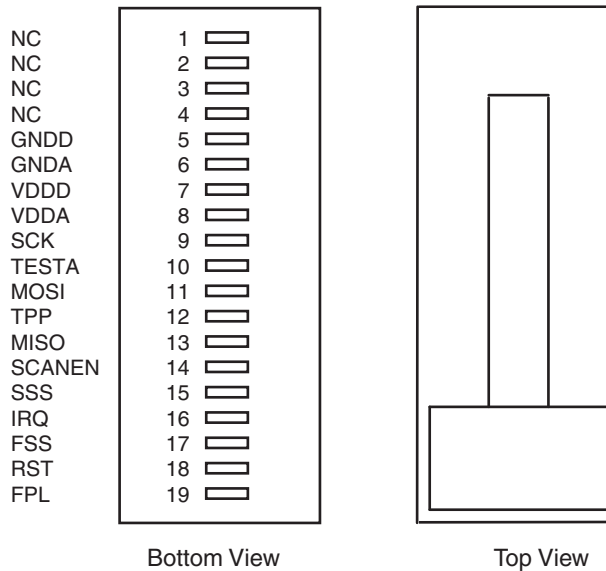 NC 1
NC 2
NC 3
NC 4
GNDD 5
GNDA 6
VDDD 7
VDDA 8
SCK 9
TESTA 10
MOSI 11
TPP 12
MISO 13
SCANEN 14
SSS 15
IRQ 16
FSS 17
RST 18
FPL 19
Bottom View
Top View